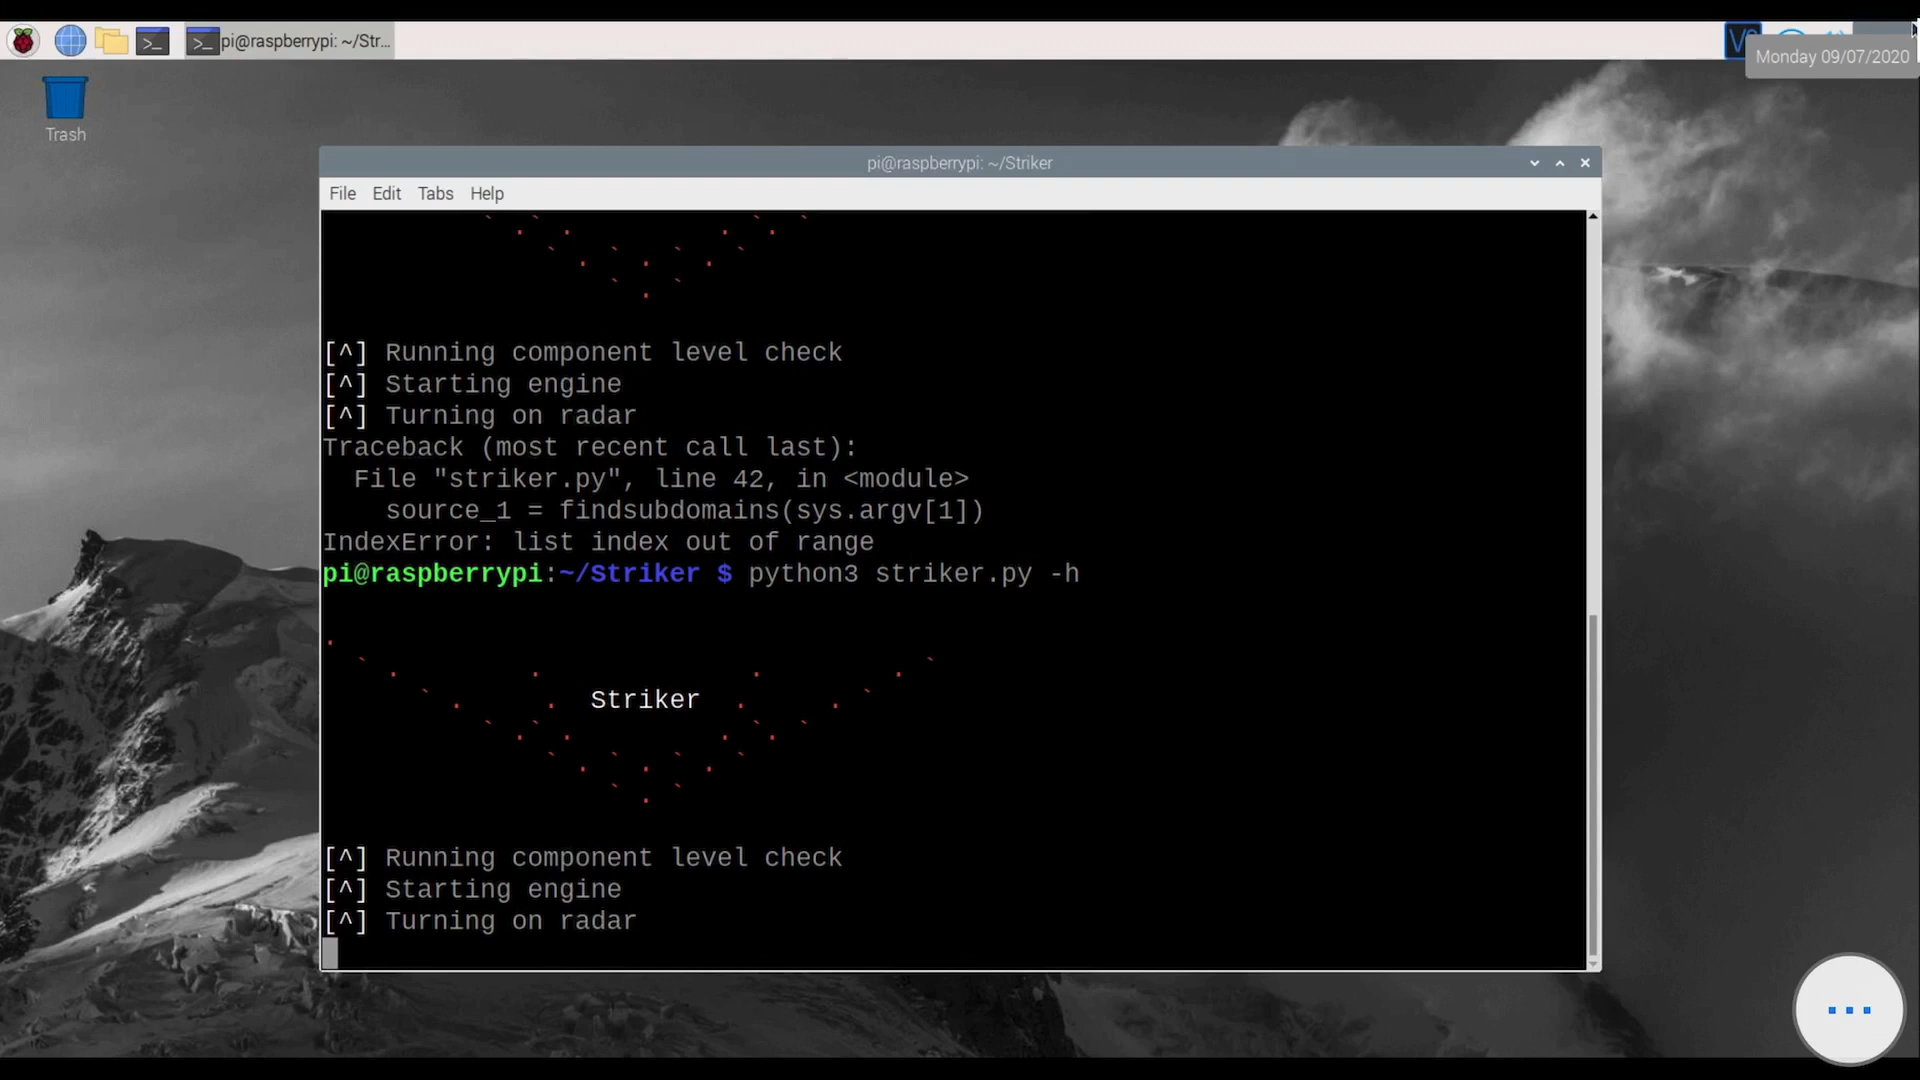 pi@raspberrypi: ~/Str...
Monday 09/07/2020
Trash
pi@raspberrypi: ~/Striker
File Edit Tabs Help
[^] Running component level check
[^] Starting engine
[^] Turning on radar
Traceback (most recent call last):
File "striker.py", line 42, in <module>
source_1 = findsubdomains(sys.argv[1])
IndexError: list index out of range
pi@raspberrypi:~/Striker $ python3 striker.py -h
Striker
[^] Running component level check
[^] Starting engine
[^] Turning on radar